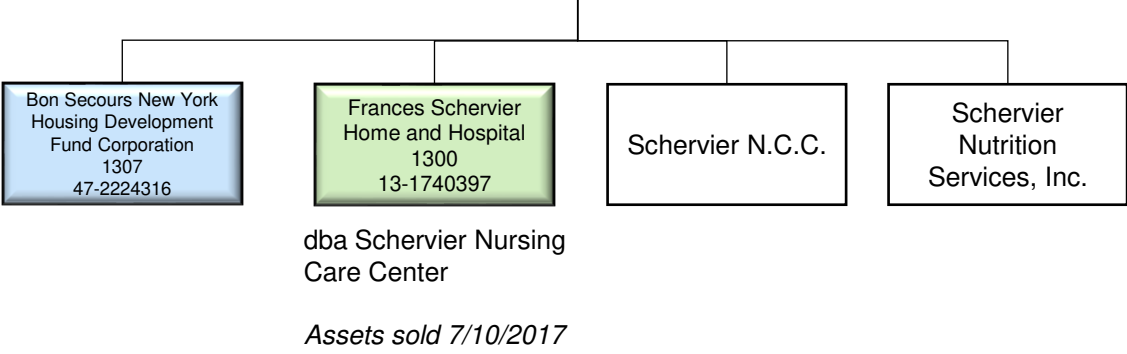 Bon Secours New York
Housing Development
Fund Corporation
1307
47-2224316
Frances Schervier
Home and Hospital
1300
13-1740397
Schervier N.C.C.
Schervier
Nutrition
Services, Inc.
dba Schervier Nursing
Care Center
Assets sold 7/10/2017